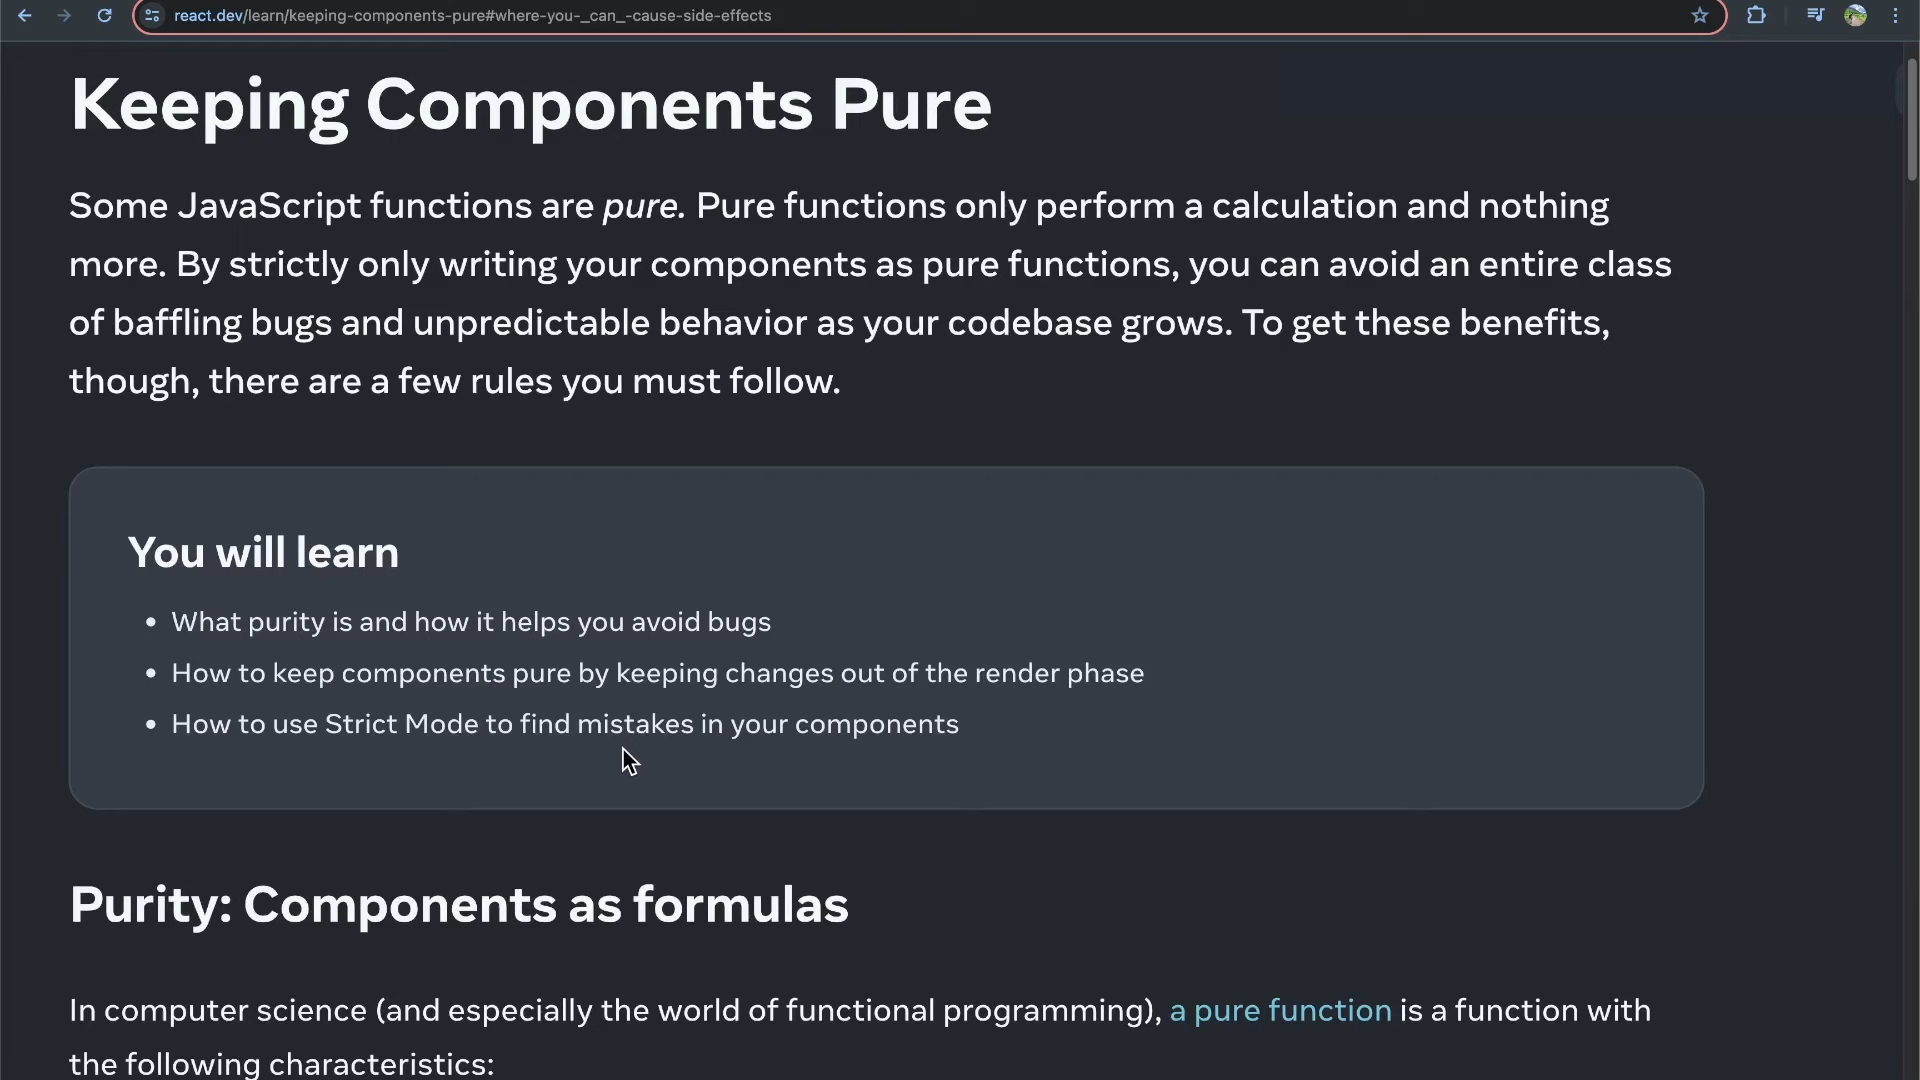 react.dev/learn/keeping-components-pure#where-you-_can_-cause-side-effects
Keeping Components Pure
Some JavaScript functions are pure. Pure functions only perform a calculation and nothing
more. By strictly only writing your components as pure functions, you can avoid an entire class
of baffling bugs and unpredictable behavior as your codebase grows. To get these benefits,
though, there are a few rules you must follow.
You will learn
• What purity is and how it helps you avoid bugs
• How to keep components pure by keeping changes out of the render phase
• How to use Strict Mode to find mistakes in your components
Purity: Components as formulas
In computer science (and especially the world of functional programming), a pure function is a function with
the following characteristics: